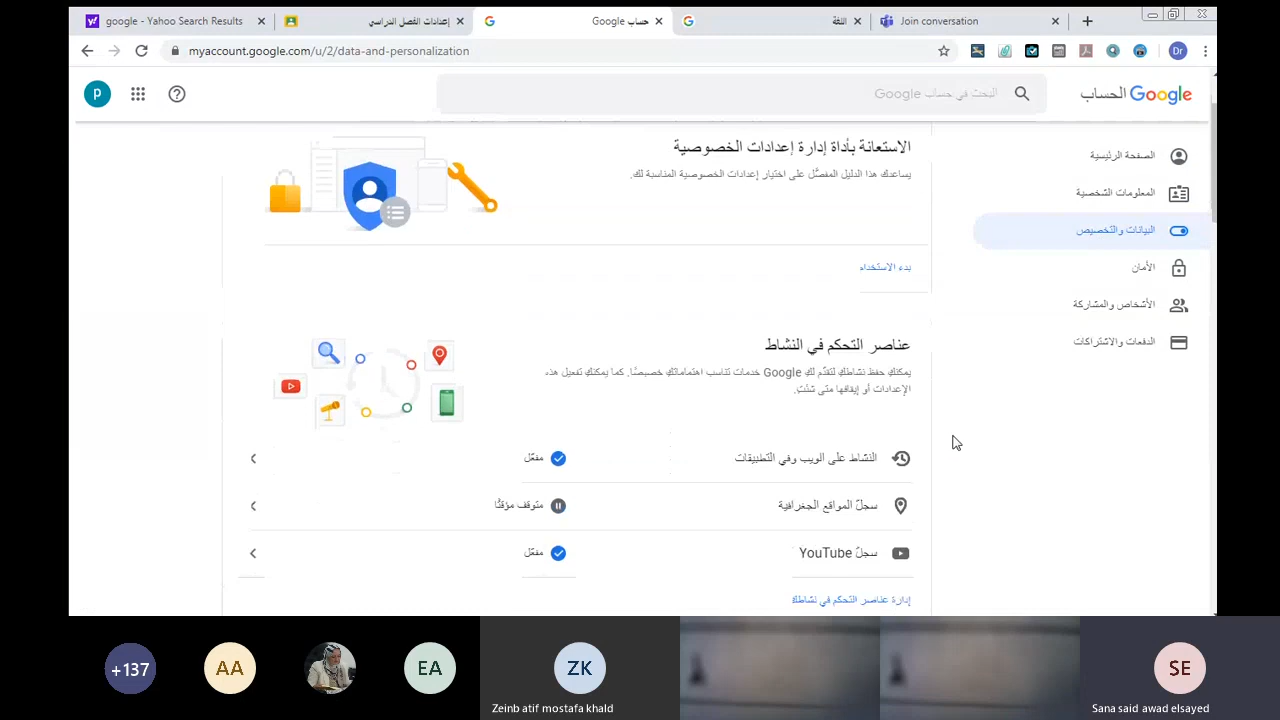 google - Yahoo Search Results
إعدادات الفصل الدراسي
حساب Google
اللغة
Join conversation
myaccount.google.com/u/2/data-and-personalization
Dr
p
البحث في حساب Google
الحساب Google
الصفحة الرئيسية
المعلومات الشخصية
البيانات والتخصيص
الأمان
الأشخاص والمشاركة
الدفعات والاشتراكات
الاستعانة بأداة إدارة إعدادات الخصوصية
يساعدك هذا الدليل المفصَّل على اختيار إعدادات الخصوصية المناسبة لك.
بدء الاستخدام
عناصر التحكم في النشاط
يمكنكِ حفظ نشاطكِ لتقدّم لكِ Google خدمات تناسب اهتماماتكِ خصيصًا. كما يمكنكِ تفعيل هذه
الإعدادات أو إيقافها متى شئتِ.
النشاط على الويب وفي التطبيقات
مفعّل
سجلّ المواقع الجغرافية
متوقف مؤقتًا
سجلّ YouTube
مفعّل
إدارة عناصر التحكم في نشاطكِ
+137
AA
EA
ZK
Zeinb atif mostafa khald
SE
Sana said awad elsayed